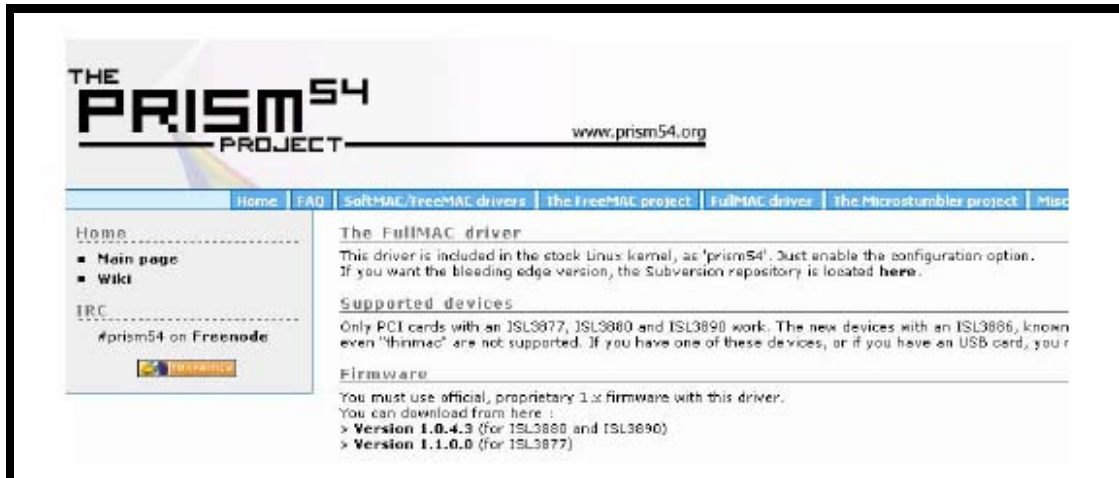 THE
PRISM54
PROJECT
www.prism54.org
Home FAQ SoftMAC/FreeMAC drivers The FreeMAC project FullMAC driver The Microstumbler project Misc
Home
Main page
Wiki
IRC
#prism54 on Freenode
The FullMAC driver
This driver is included in the stock Linux kernel, as 'prism54'. Just enable the configuration option.
If you want the bleeding edge version, the Subversion repository is located here.
Supported devices
Only PCI cards with an ISL3877, ISL3880 and ISL3890 work. The new devices with an ISL3886, known
even "thinmac" are not supported. If you have one of these devices, or if you have an USB card, you
Firmware
You must use official, proprietary 1.x firmware with this driver.
You can download from here :
> Version 1.0.4.3 (for ISL3880 and ISL3890)
> Version 1.1.0.0 (for ISL3877)